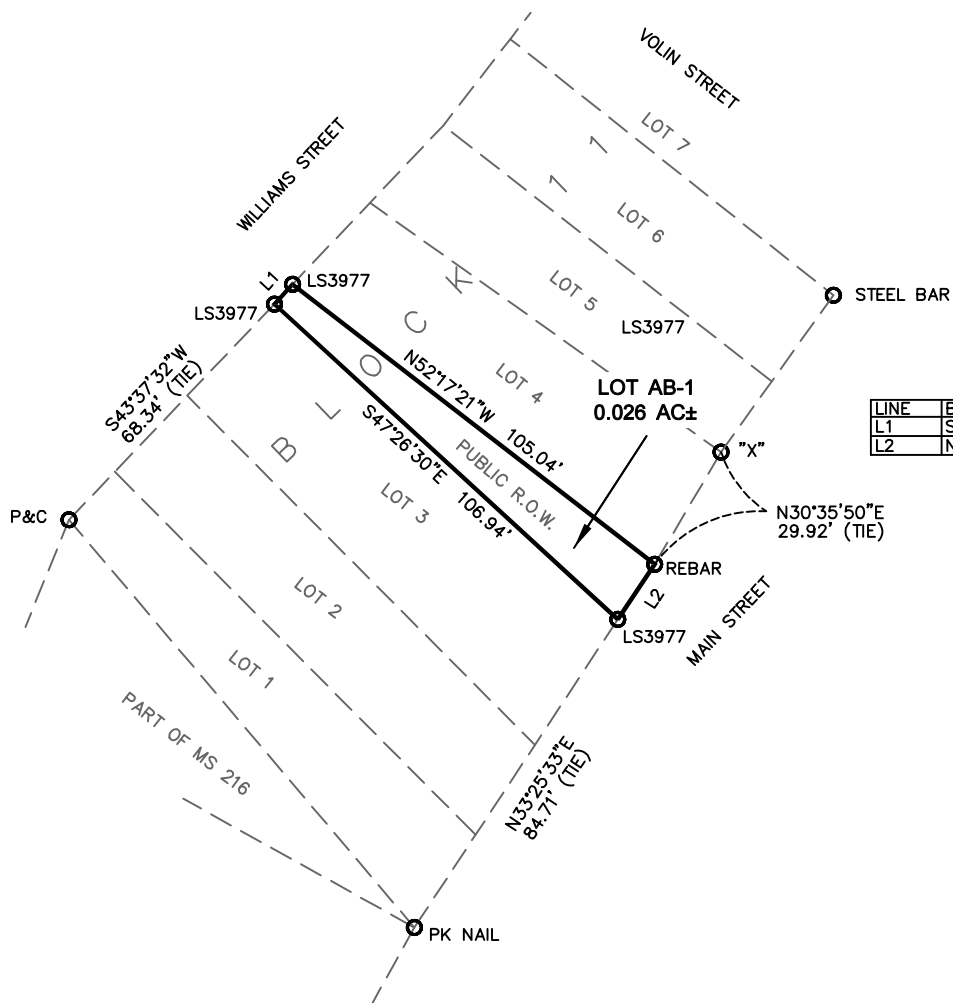 VOLIN STREET
LOT 7
WILLIAMS STREET
1 1
LOT 6
LOT 5
LS3977
STEEL BAR
L1
LS3977
LS3977
B L O C K
LOT 4
N52°17'21"W 105.04'
LOT AB-1
0.026 AC±
LINE
L1 S
L2 N
"X"
S43°37'32"W
68.34' (TIE)
S47°26'30"E 106.94'
PUBLIC R.O.W.
LOT 3
N30°35'50"E
29.92' (TIE)
P&C
REBAR
L2
LS3977
MAIN STREET
LOT 2
LOT 1
PART OF MS 216
N33°25'33"E
84.71' (TIE)
PK NAIL